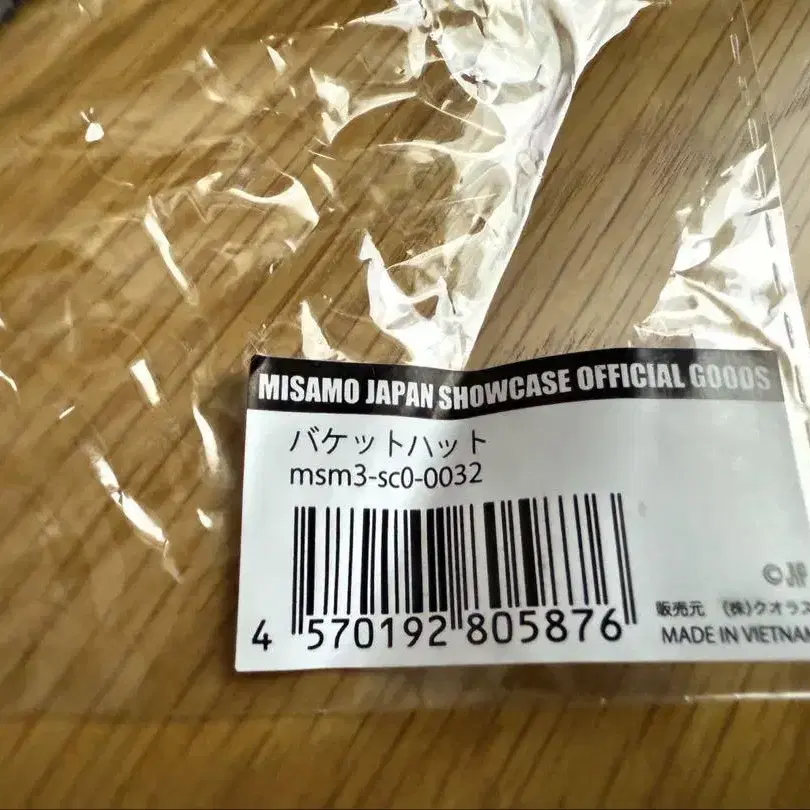 MISAMO JAPAN SHOWCASE OFFICIAL GOODS
バケットハット
msm3-sc0-0032
4 570192 805876
販売元 (株)クオラス
MADE IN VIETNAM